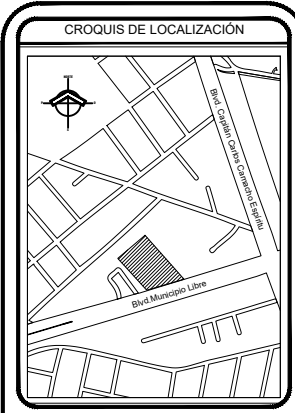 CROQUIS DE LOCALIZACIÓN
Blvd. Capitán Carlos Camacho Espíritu
Blvd.Municipio Libre